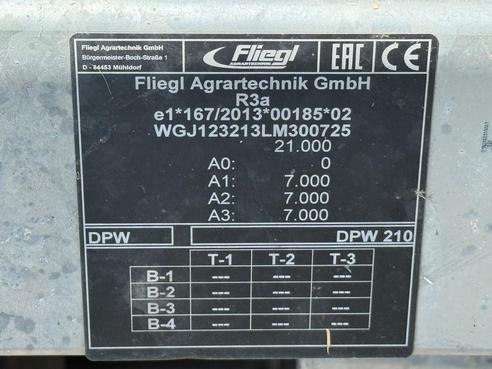 Fliegl Agrartechnik GmbH
Bürgermeister-Boch-Straße 1
D - 84453 Mühldorf
Fliegl
AGRARTECHNIK
EAC CE
Fliegl Agrartechnik GmbH
R3a
e1*167/2013*00185*02
WGJ123213LM300725
21.000
A0: 0
A1: 7.000
A2: 7.000
A3: 7.000
DPW DPW 210
T-1 T-2 T-3
B-1 --- --- ---
B-2 --- --- ---
B-3 --- --- ---
B-4 --- --- ---